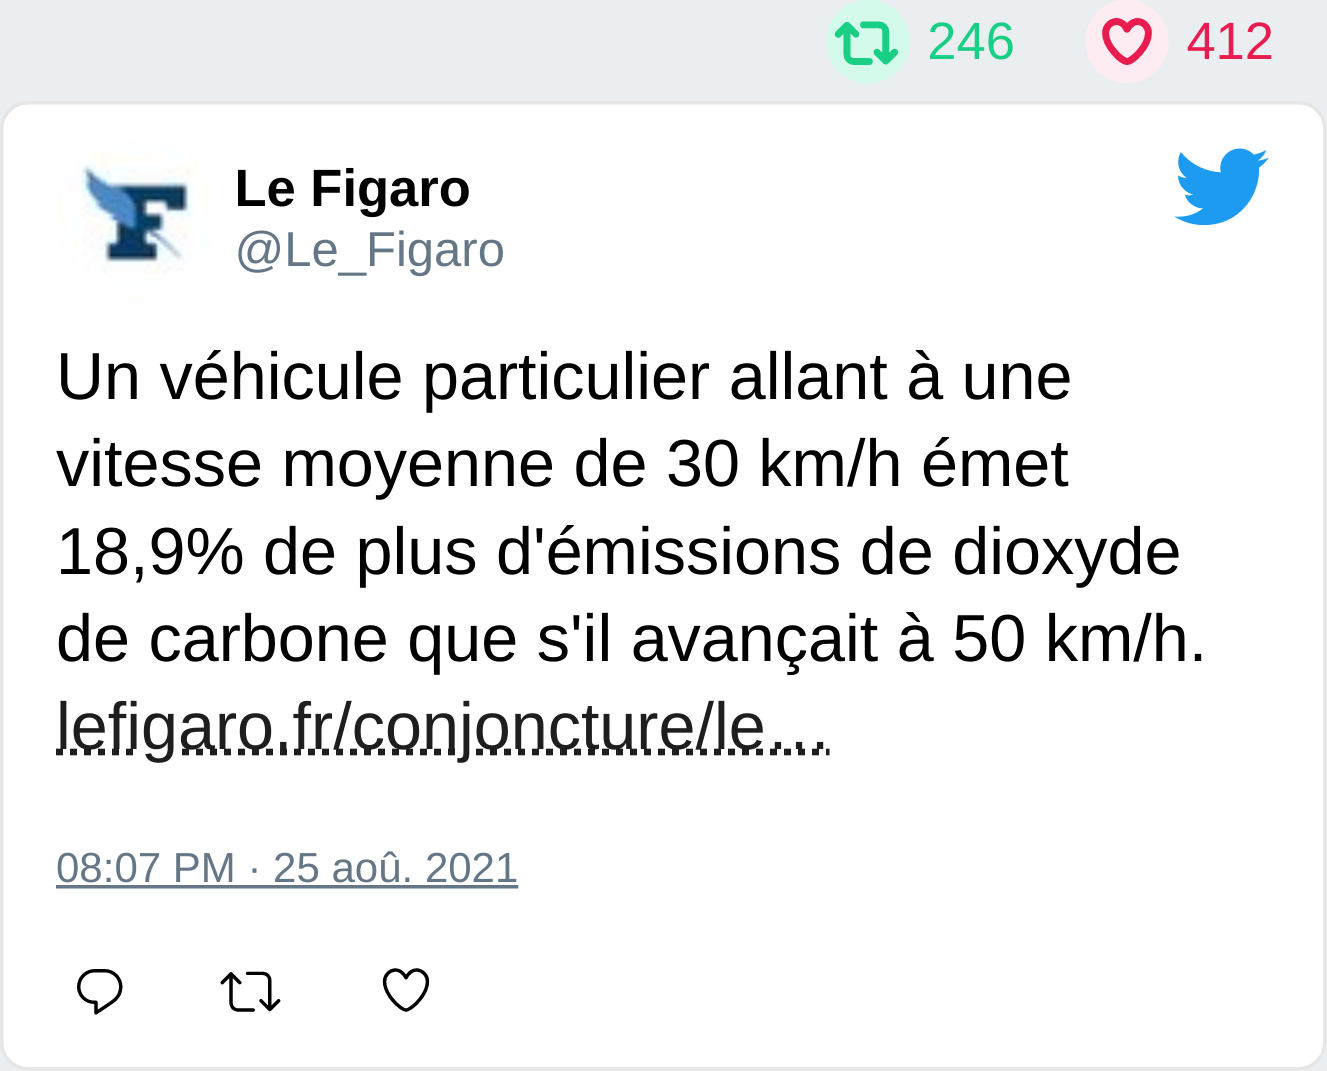 246 412
Le Figaro
@Le_Figaro
Un véhicule particulier allant à une
vitesse moyenne de 30 km/h émet
18,9% de plus d'émissions de dioxyde
de carbone que s'il avançait à 50 km/h.
lefigaro.fr/conjoncture/le...
08:07 PM · 25 aoû. 2021